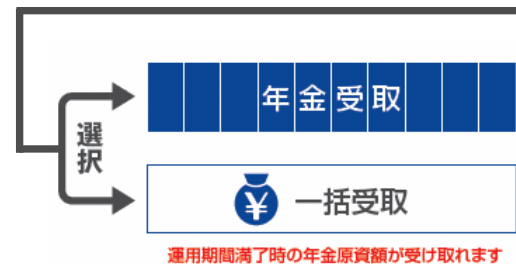 年金受取
選択
¥ 一括受取
運用期間満了時の年金原資額が受け取れます